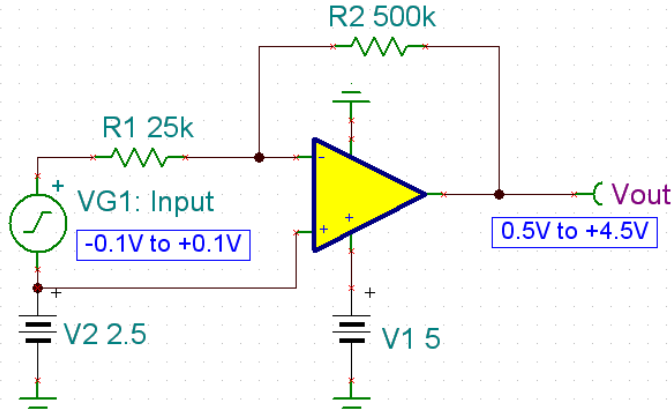 R2 500k
R1 25k
+
VG1: Input
-0.1V to +0.1V
-
+
+
Vout
0.5V to +4.5V
+
V2 2.5
+
V1 5